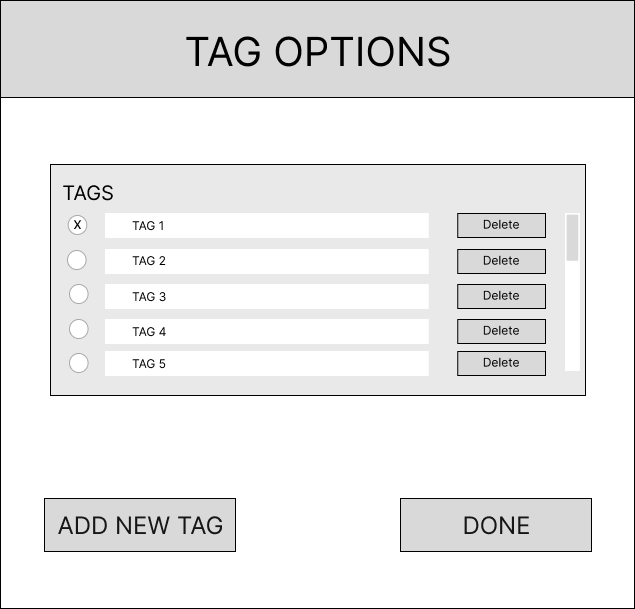 TAG OPTIONS
TAGS
X TAG 1 Delete
TAG 2 Delete
TAG 3 Delete
TAG 4 Delete
TAG 5 Delete
ADD NEW TAG DONE